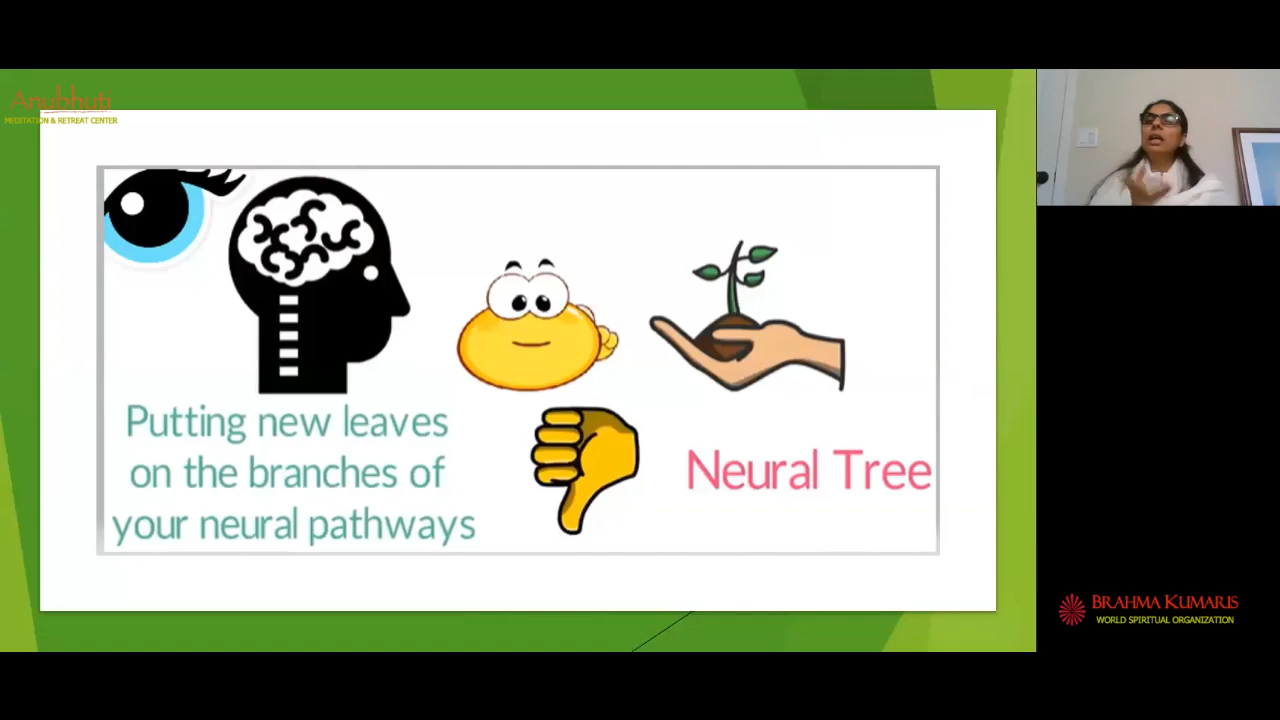 Anubhuti
MEDITATION & RETREAT CENTER
Putting new leaves
on the branches of
your neural pathways
Neural Tree
BRAHMA KUMARIS
WORLD SPIRITUAL ORGANIZATION